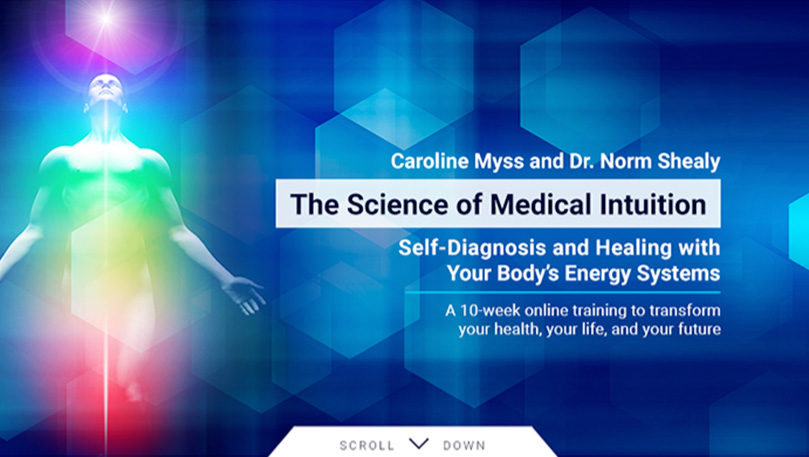 Caroline Myss and Dr. Norm Shealy
The Science of Medical Intuition
Self-Diagnosis and Healing with
Your Body's Energy Systems
A 10-week online training to transform
your health, your life, and your future
SCROLL DOWN